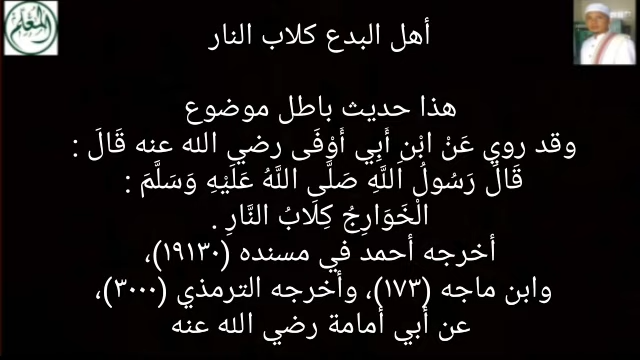 المعلم
أهل البدع كلاب النار
هذا حديث باطل موضوع
وقد روي عَنْ ابْنِ أَبِي أَوْفَى رضي الله عنه قَالَ :
قَالَ رَسُولُ اللَّهِ صَلَّى اللَّهُ عَلَيْهِ وَسَلَّمَ :
الْخَوَارِجُ كِلَابُ النَّارِ .
أخرجه أحمد في مسنده (١٩١٣٠)،
وابن ماجه (١٧٣)، وأخرجه الترمذي (٣٠٠٠)،
عن أبي أمامة رضي الله عنه